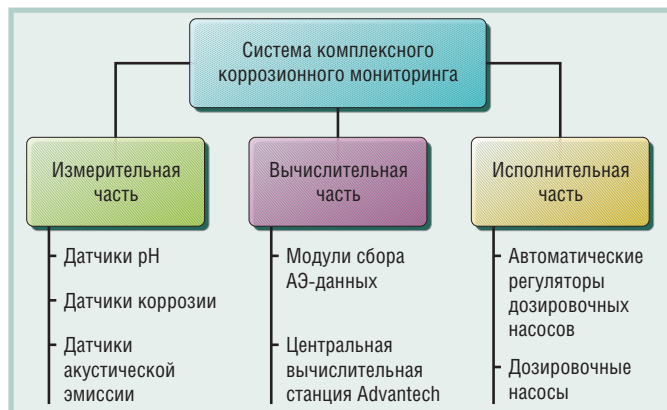 Система комплексного
коррозионного мониторинга
Измерительная
часть
Датчики pH
Датчики коррозии
Датчики
акустической
эмиссии
Вычислительная
часть
Модули сбора
АЭ-данных
Центральная
вычислительная
станция Advantech
Исполнительная
часть
Автоматические
регуляторы
дозировочных
насосов
Дозировочные
насосы